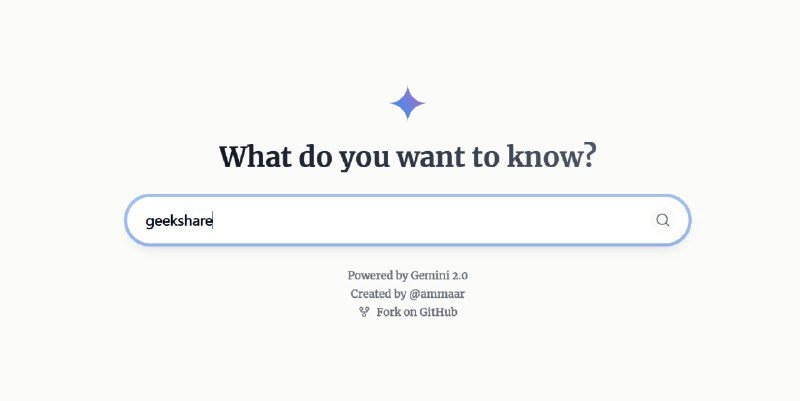 What do you want to know?
geekshare
Powered by Gemini 2.0
Created by @ammaar
Fork on GitHub